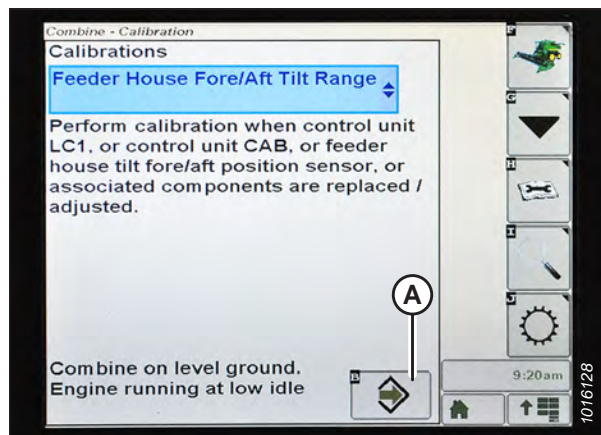 Combine - Calibration
Calibrations
Feeder House Fore/Aft Tilt Range
Perform calibration when control unit
LC1, or control unit CAB, or feeder
house tilt fore/aft position sensor, or
associated components are replaced /
adjusted.
Combine on level ground.
Engine running at low idle
A
B
F
G
H
I
J
9:20am
1016128